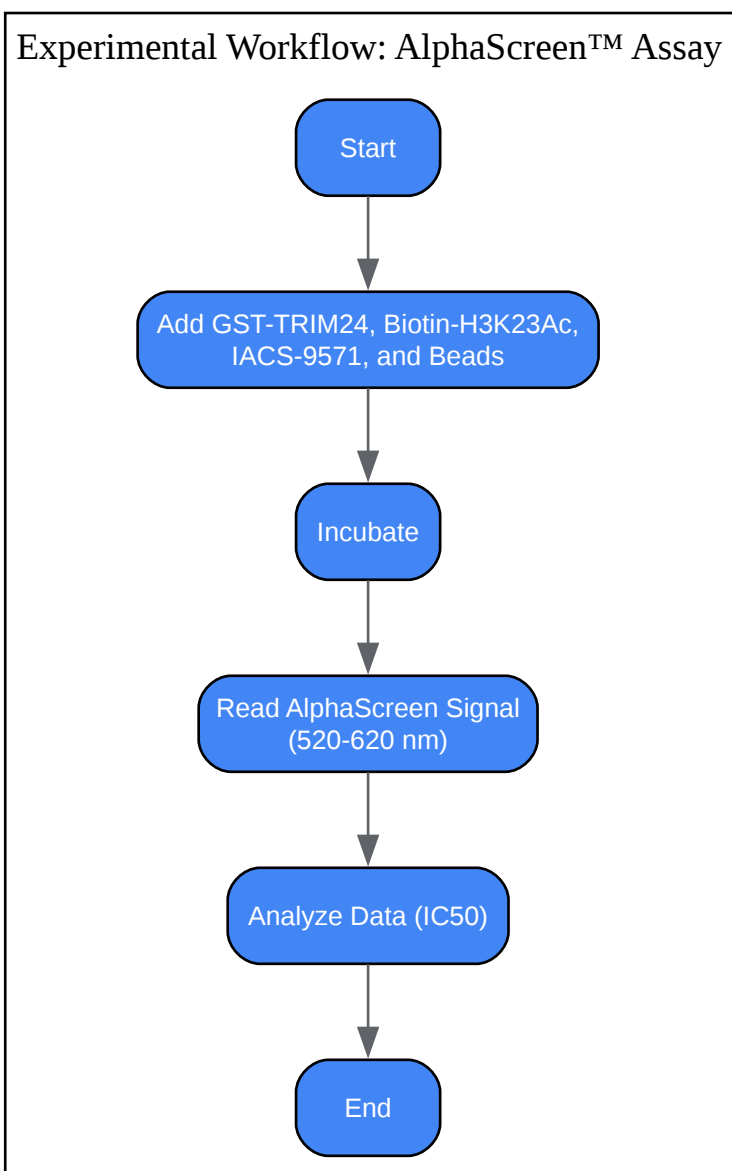 Experimental Workflow: AlphaScreen™ Assay
Start
Add GST-TRIM24, Biotin-H3K23Ac,
IACS-9571, and Beads
Incubate
Read AlphaScreen Signal
(520-620 nm)
Analyze Data (IC50)
End